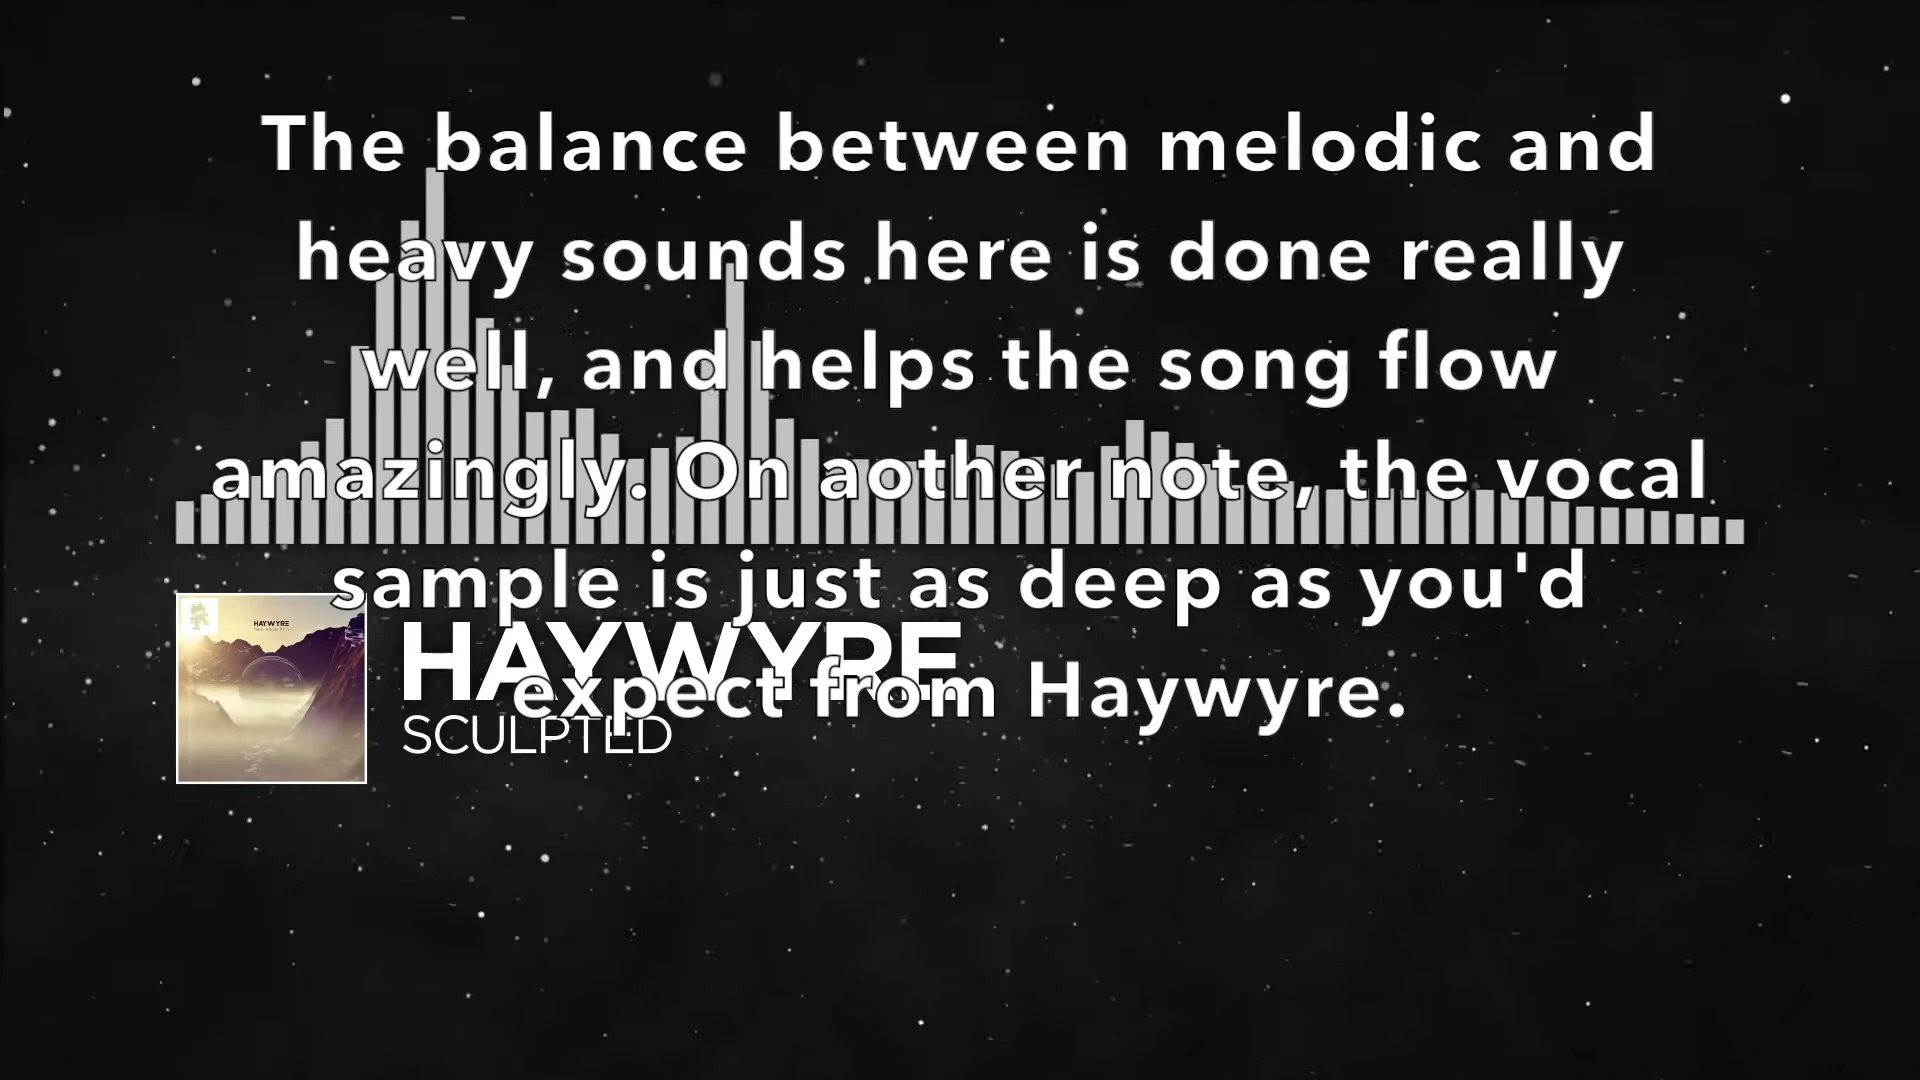 The balance between melodic and
heavy sounds here is done really
well, and helps the song flow
amazingly. On aother note, the vocal
sample is just as deep as you'd
expect from Haywyre.
HAYWYRE
SCULPTED
HAYWYRE